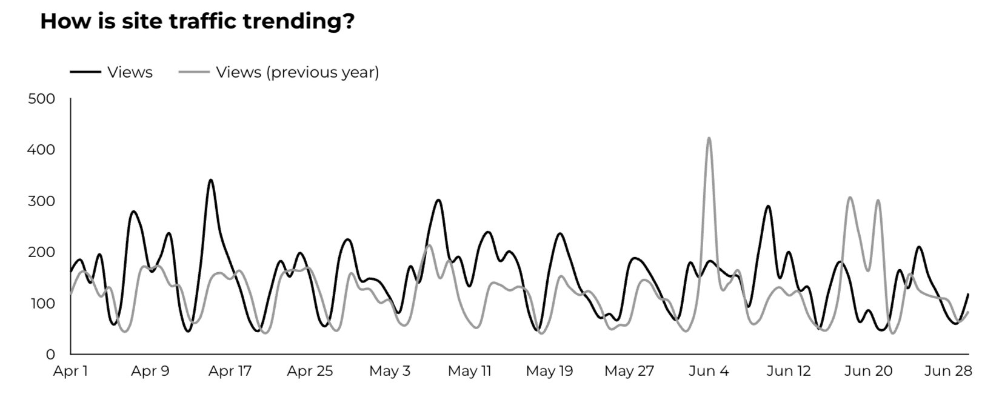 How is site traffic trending?
Views Views (previous year)
500
400
300
200
100
0
Apr 1 Apr 9 Apr 17 Apr 25 May 3 May 11 May 19 May 27 Jun 4 Jun 12 Jun 20 Jun 28